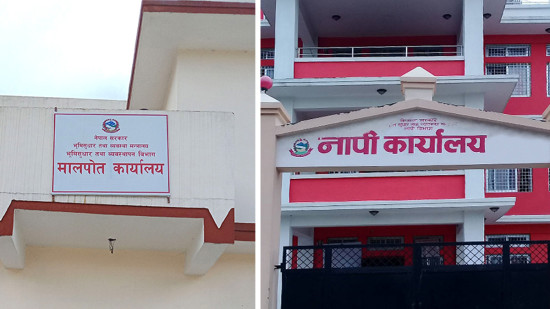 नेपाल सरकार
भूमिसुधार तथा व्यवस्था मन्त्रालय
भूमिसुधार तथा व्यवस्थापन विभाग
मालपोत कार्यालय
नापी कार्यालय